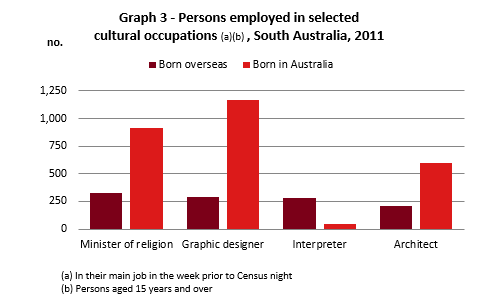 Graph 3 - Persons employed in selected
cultural occupations (a)(b) , South Australia, 2011
no.
Born overseas Born in Australia
1,250
1,000
750
500
250
0
Minister of religion Graphic designer Interpreter Architect
(a) In their main job in the week prior to Census night
(b) Persons aged 15 years and over